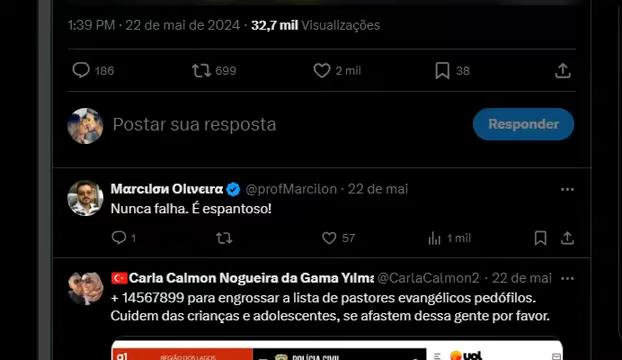 1:39 PM · 22 de mai de 2024 · 32,7 mil Visualizações
186 699 2 mil 38
Postar sua resposta Responder
Marcilon Oliveira @profMarcilon · 22 de mai
Nunca falha. É espantoso!
1 57 1 mil
Carla Calmon Nogueira da Gama Yılma @CarlaCalmon2 · 22 de mai
+ 14567899 para engrossar a lista de pastores evangélicos pedófilos.
Cuidem das crianças e adolescentes, se afastem dessa gente por favor.
g1 REGIÃO DOS LAGOS POLÍCIA CIVIL uol